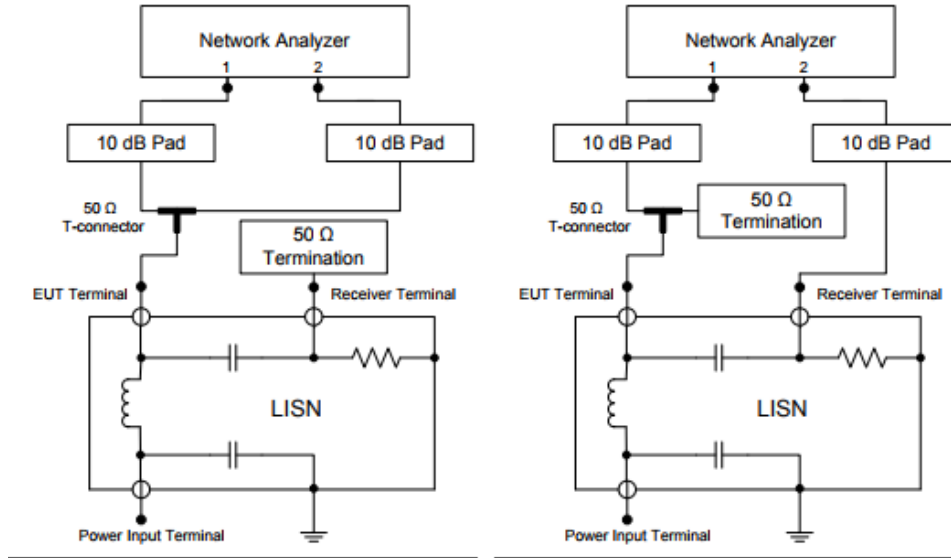 Network Analyzer
1
2
10 dB Pad
10 dB Pad
50 Ω
T-connector
50 Ω
Termination
EUT Terminal
Receiver Terminal
LISN
Power Input Terminal
Network Analyzer
1
2
10 dB Pad
10 dB Pad
50 Ω
T-connector
50 Ω
Termination
EUT Terminal
Receiver Terminal
LISN
Power Input Terminal